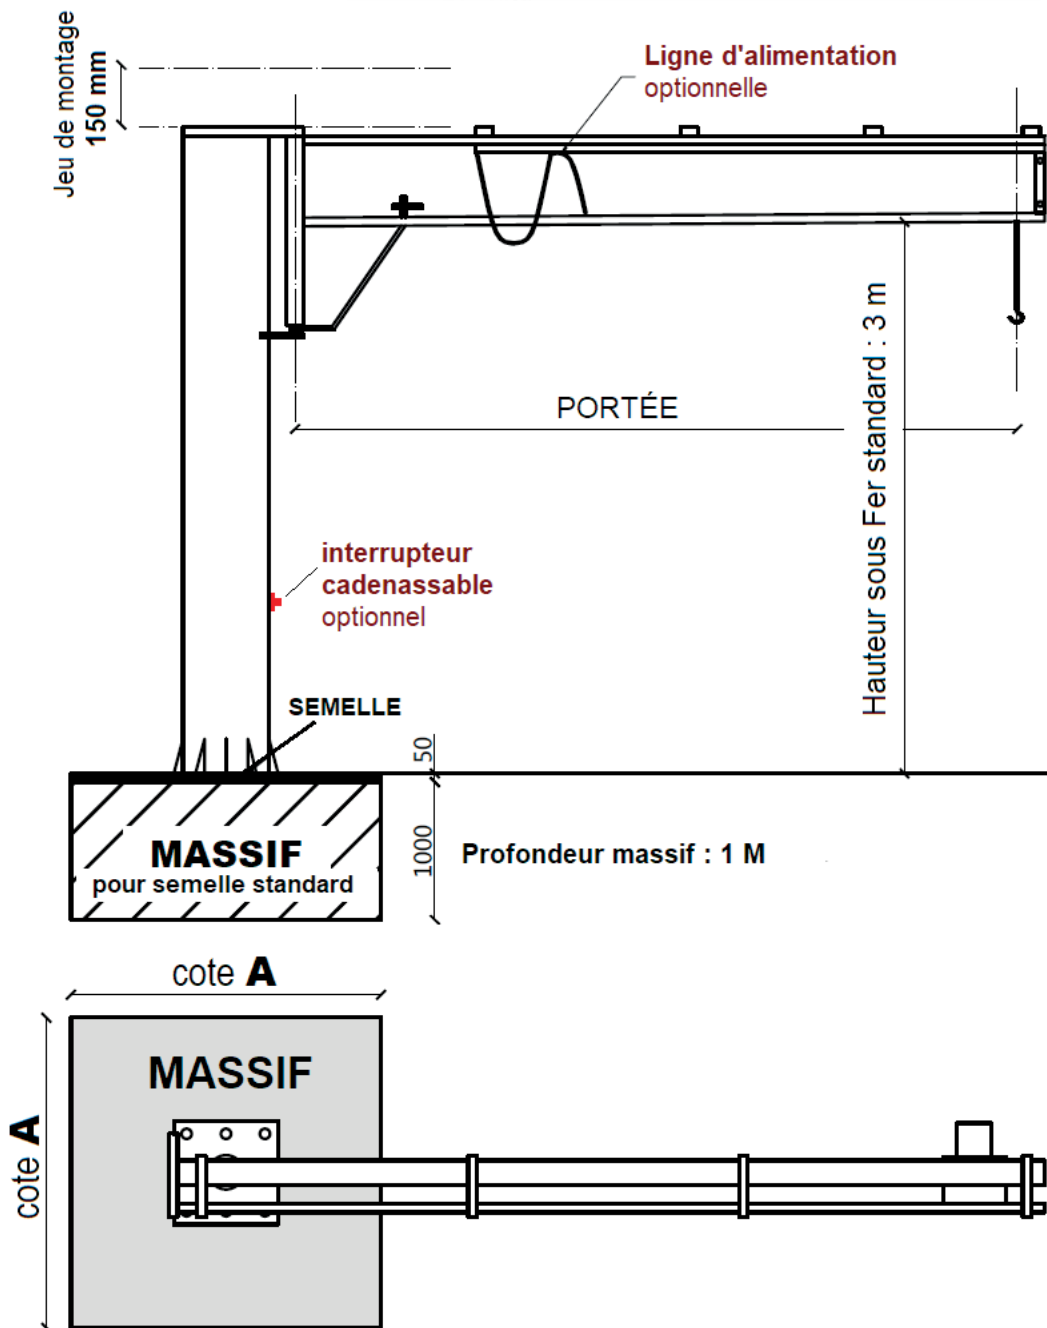 Jeu de montage
150 mm
Ligne d'alimentation
optionnelle
PORTÉE
Hauteur sous Fer standard : 3 m
interrupteur
cadenassable
optionnel
SEMELLE
50
1000
MASSIF
pour semelle standard
Profondeur massif : 1 M
cote A
MASSIF
cote A